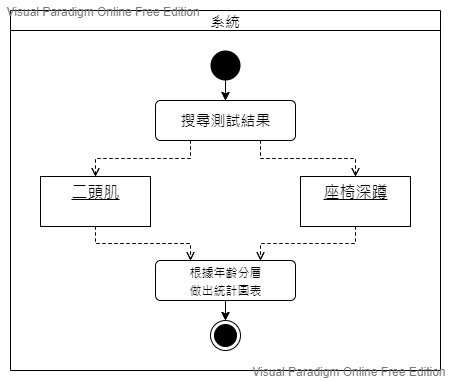 Visual Paradigm Online Free Edition
系統
搜尋測試結果
二頭肌
座椅深蹲
根據年齡分層
做出統計圖表
Visual Paradigm Online Free Edition